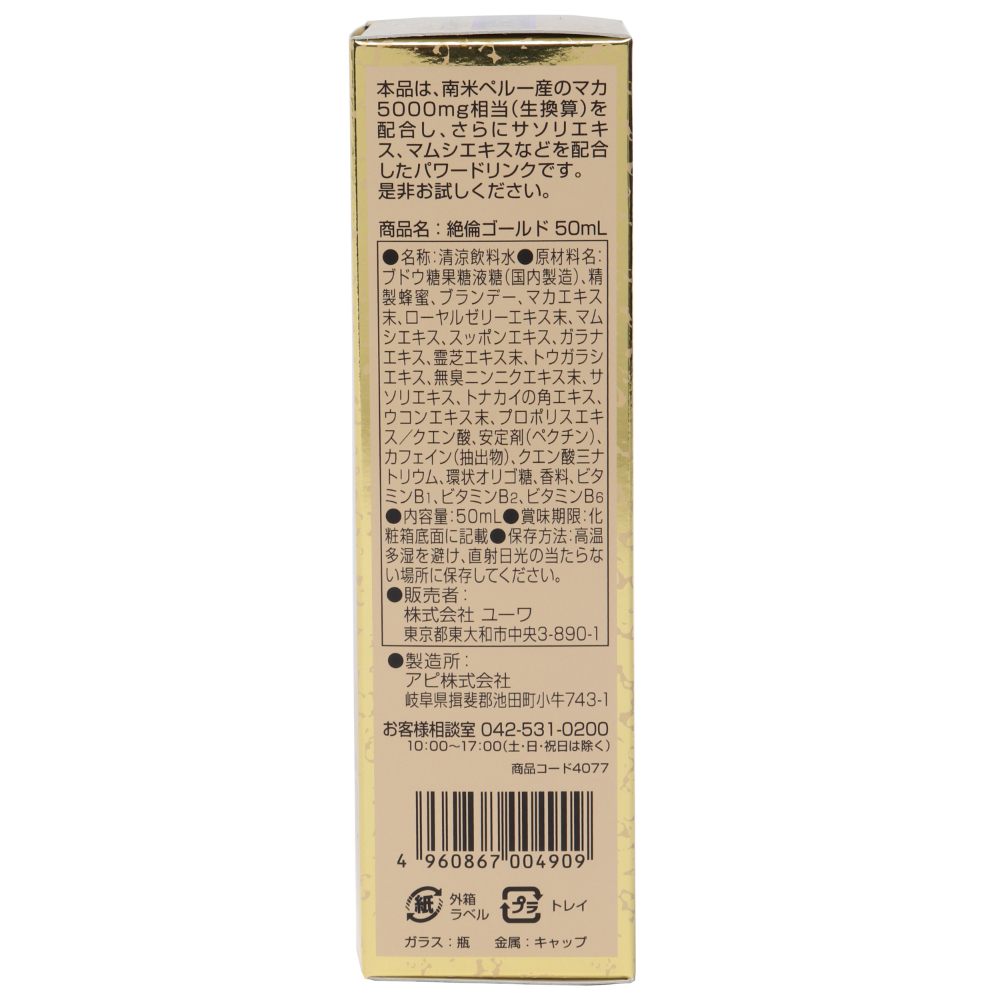 本品は、南米ペルー産のマカ
5000mg相当(生換算)を
配合し、さらにサソリエキ
ス、マムシエキスなどを配合
したパワードリンクです。
是非お試しください。
商品名：絶倫ゴールド 50mL
●名称：清涼飲料水●原材料名：
ブドウ糖果糖液糖(国内製造)、精
製蜂蜜、ブランデー、マカエキス
末、ローヤルゼリーエキス末、マム
シエキス、スッポンエキス、ガラナ
エキス、霊芝エキス末、トウガラシ
エキス、無臭ニンニクエキス末、サ
ソリエキス、トナカイの角エキス、
ウコンエキス末、プロポリスエキ
ス／クエン酸、安定剤(ペクチン)、
カフェイン(抽出物)、クエン酸三ナ
トリウム、環状オリゴ糖、香料、ビタ
ミンB1、ビタミンB2、ビタミンB6
●内容量：50mL●賞味期限：化
粧箱底面に記載●保存方法：高温
多湿を避け、直射日光の当たらな
い場所に保存してください。
●販売者：
株式会社 ユーワ
東京都東大和市中央3-890-1
●製造所：
アピ株式会社
岐阜県揖斐郡池田町小牛743-1
お客様相談室 042-531-0200
10:00〜17:00(土・日・祝日は除く)
商品コード4077
4 960867 004909
紙 外箱 ラベル プラ トレイ
ガラス：瓶 金属：キャップ